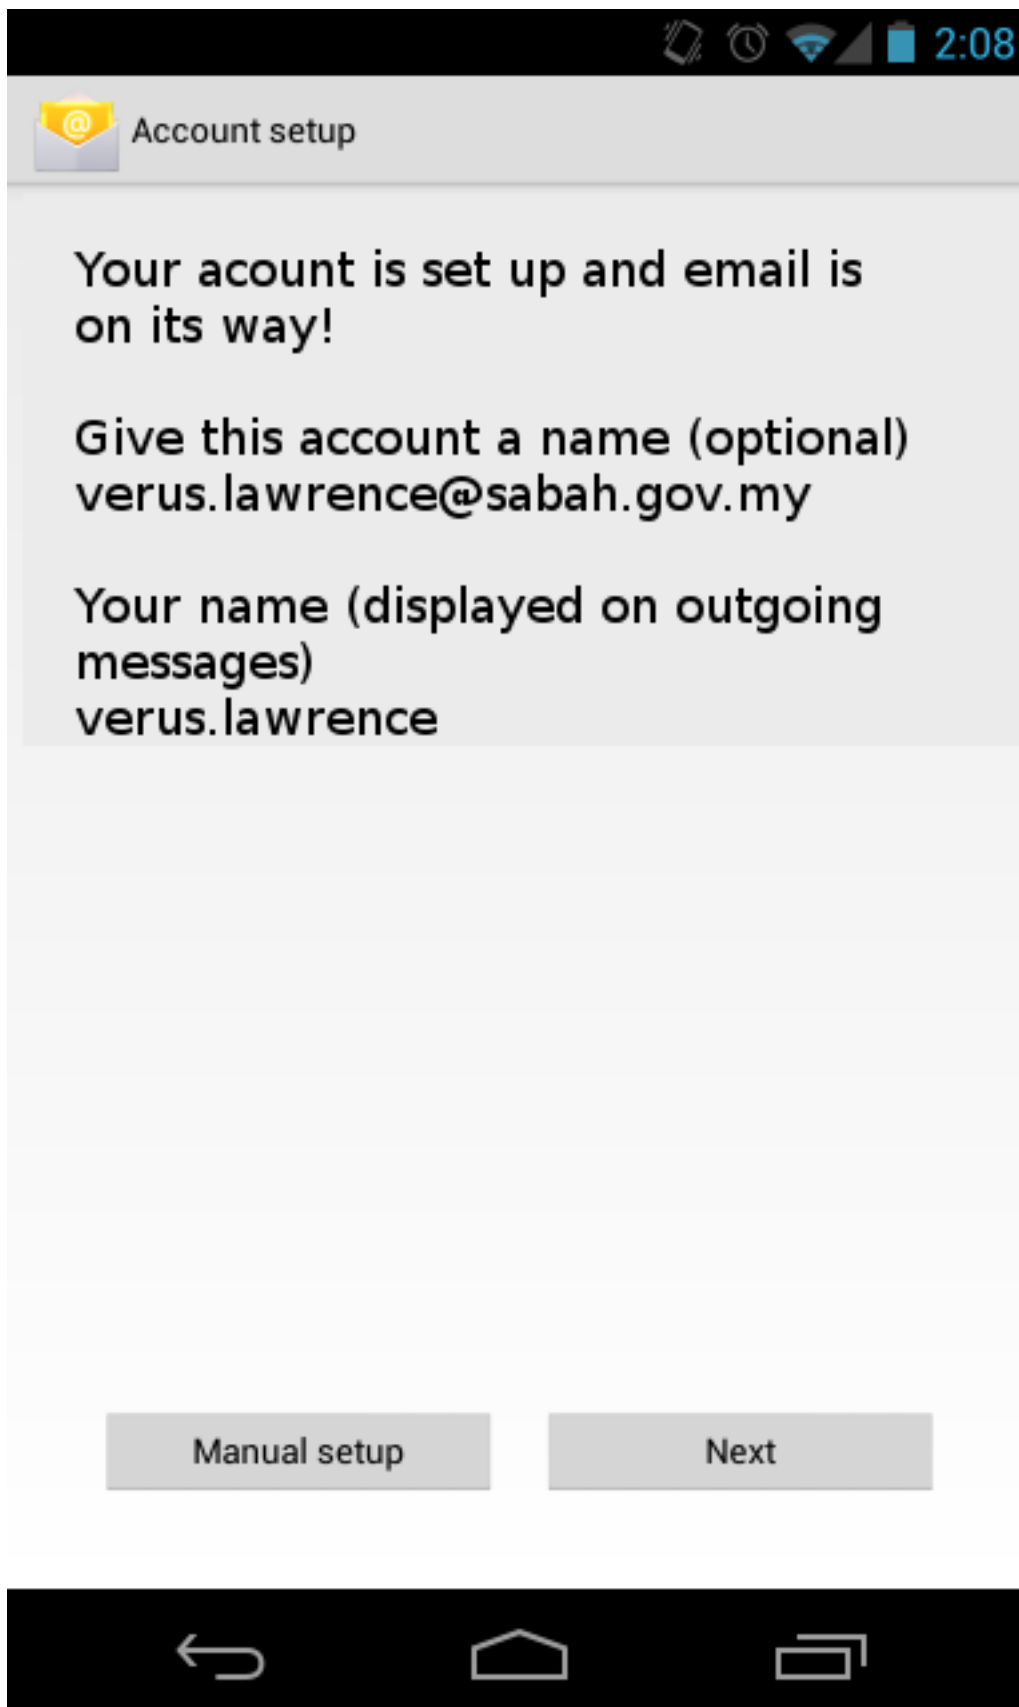 2:08
Account setup
Your acount is set up and email is
on its way!
Give this account a name (optional)
verus.lawrence@sabah.gov.my
Your name (displayed on outgoing
messages)
verus.lawrence
Manual setup
Next